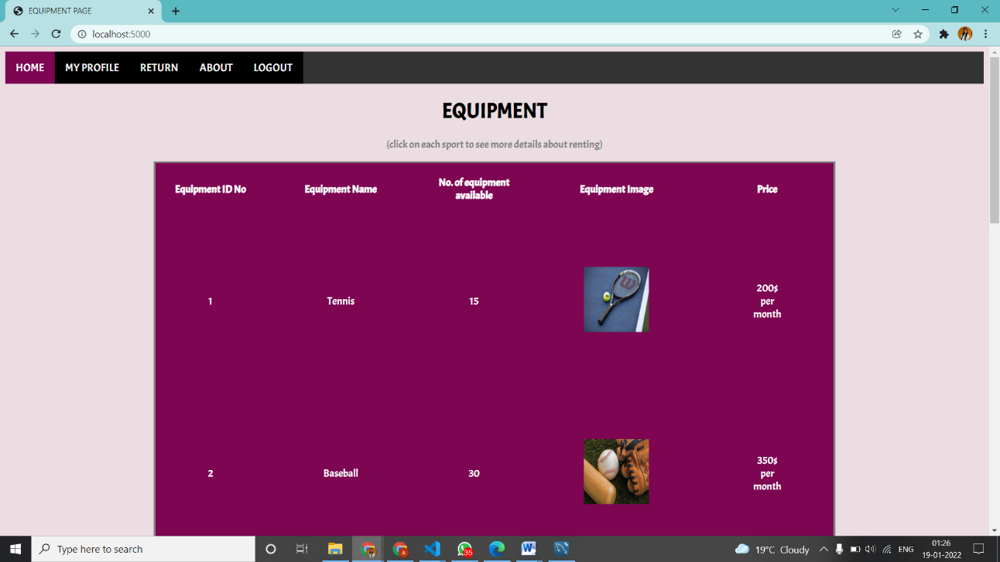 EQUIPMENT PAGE
localhost:5000
HOME MY PROFILE RETURN ABOUT LOGOUT
EQUIPMENT
(click on each sport to see more details about renting)
Equipment ID No
Equipment Name
No. of equipment
available
Equipment Image
Price
1
Tennis
15
W
200$
per
month
2
Baseball
30
350$
per
month
Type here to search
A
35
W
19°C Cloudy
ENG
01:26
19-01-2022